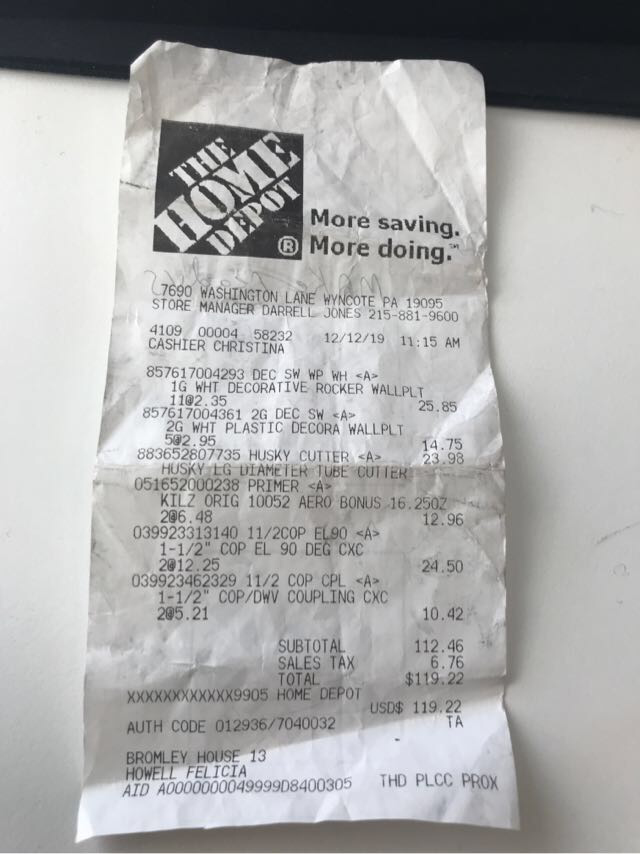 THE
HOME
DEPOT
®
More saving.
More doing.℠
7690 WASHINGTON LANE WYNCOTE PA 19095
STORE MANAGER DARRELL JONES 215-881-9600
4109 00004 58232 12/12/19 11:15 AM
CASHIER CHRISTINA
857617004293 DEC SW WP WH <A>
1G WHT DECORATIVE ROCKER WALLPLT
11@2.35 25.85
857617004361 2G DEC SW <A>
2G WHT PLASTIC DECORA WALLPLT
5@2.95 14.75
883652807735 HUSKY CUTTER <A> 23.98
HUSKY LG DIAMETER TUBE CUTTER
051652000238 PRIMER <A>
KILZ ORIG 10052 AERO BONUS 16.25OZ
2@6.48 12.96
039923313140 11/2COP EL90 <A>
1-1/2" COP EL 90 DEG CXC
2@12.25 24.50
039923462329 11/2 COP CPL <A>
1-1/2" COP/DWV COUPLING CXC
2@5.21 10.42
SUBTOTAL 112.46
SALES TAX 6.76
TOTAL $119.22
XXXXXXXXXXXX9905 HOME DEPOT
USD$ 119.22
AUTH CODE 012936/7040032 TA
BROMLEY HOUSE 13
HOWELL FELICIA
AID A0000000049999D8400305 THD PLCC PROX